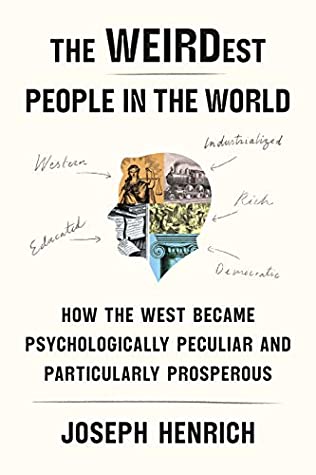 THE WEIRDest
PEOPLE IN THE WORLD
Western
Industrialized
Rich
Educated
Democratic
HOW THE WEST BECAME
PSYCHOLOGICALLY PECULIAR AND
PARTICULARLY PROSPEROUS
JOSEPH HENRICH